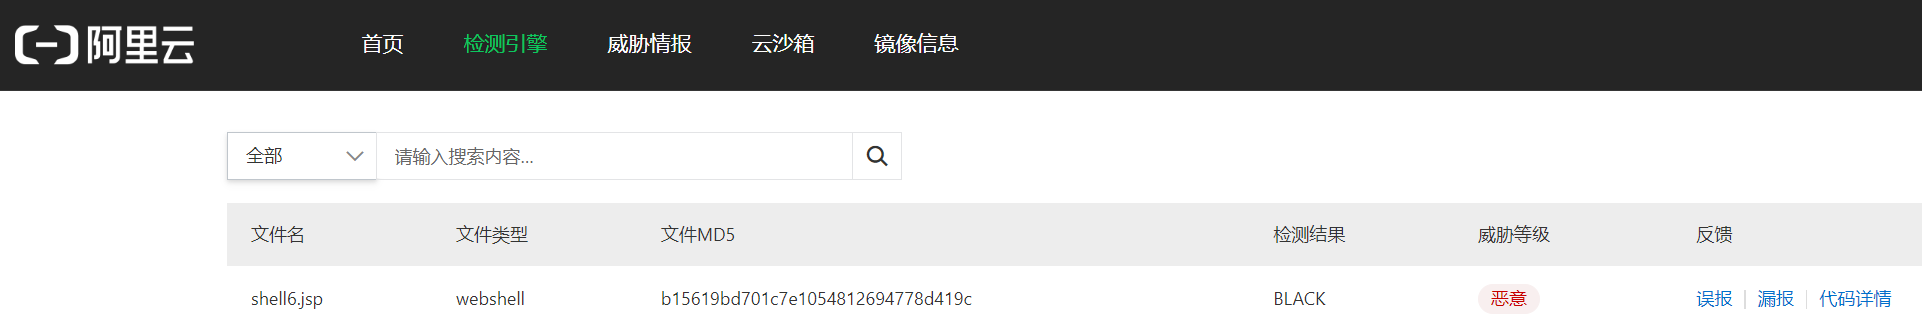 阿里云 首页 检测引擎 威胁情报 云沙箱 镜像信息
全部 请输入搜索内容...
文件名 文件类型 文件MD5 检测结果 威胁等级 反馈
shell6.jsp webshell b15619bd701c7e1054812694778d419c BLACK 恶意 误报 | 漏报 | 代码详情